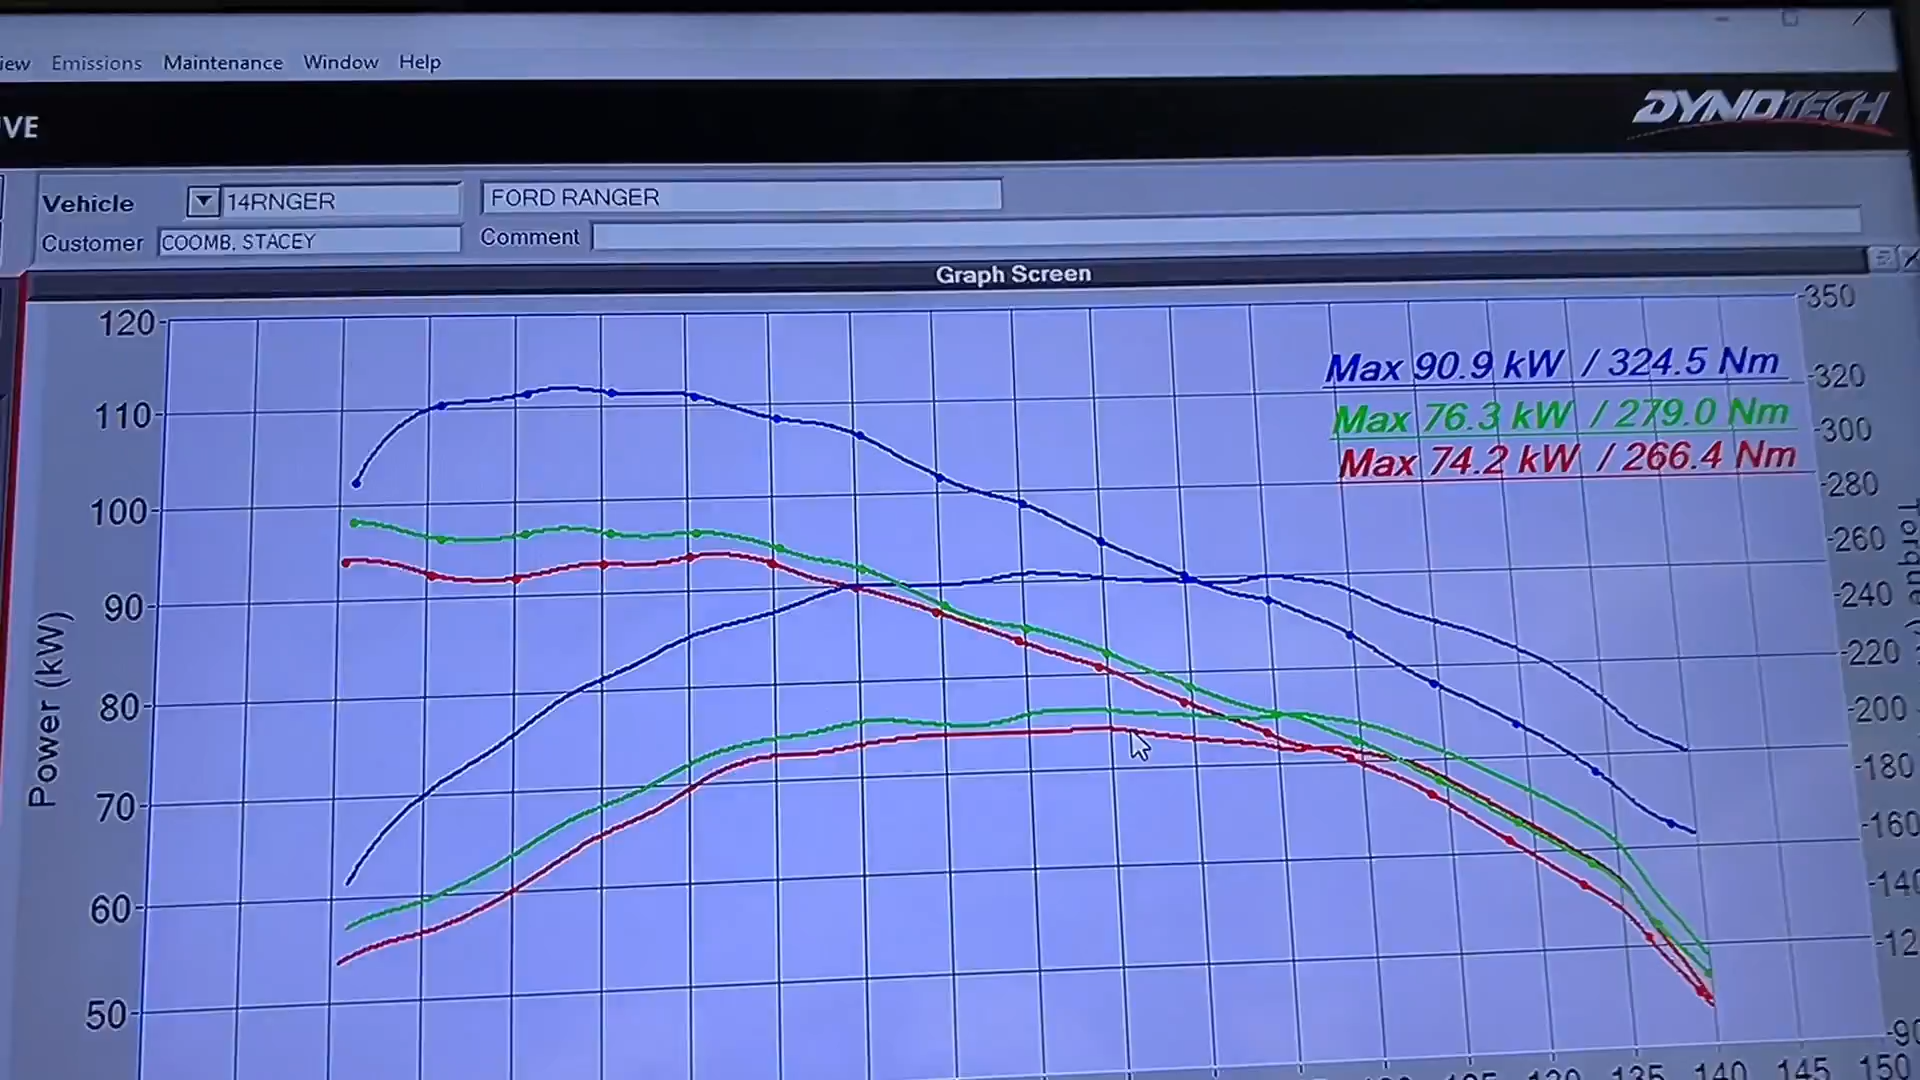 Emissions Maintenance Window Help
DYNOTECH
Vehicle 14RNGER FORD RANGER
Customer COOMB, STACEY Comment
Graph Screen
Max 90.9 kW / 324.5 Nm
Max 76.3 kW / 279.0 Nm
Max 74.2 kW / 266.4 Nm
Power (kW)
120
110
100
90
80
70
60
50
350
320
300
280
260
240
220
200
180
160
Torque
140 145 150